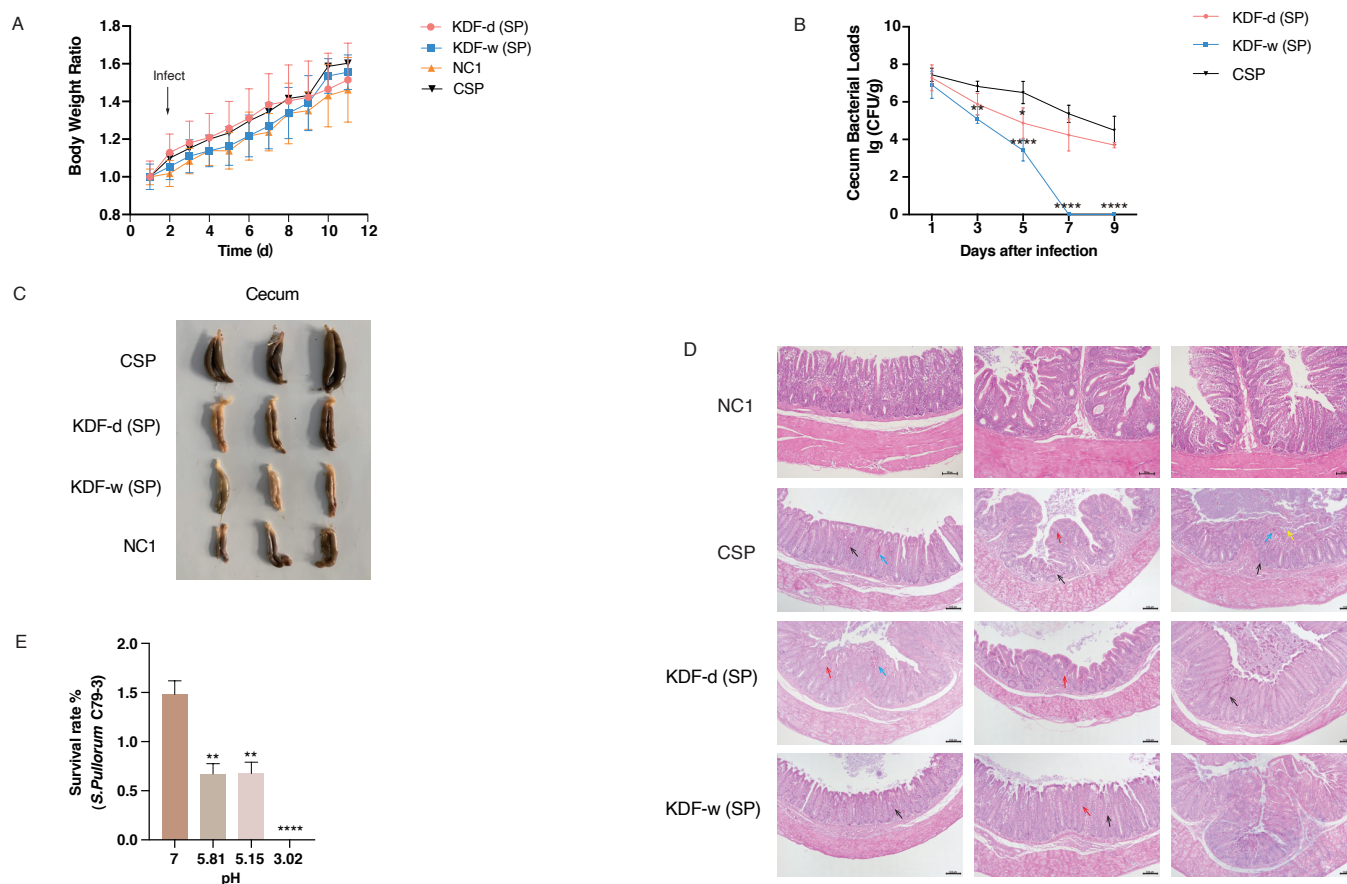 A
Body Weight Ratio
1.8
1.6
1.4
1.2
1.0
0.8
Infect
0 2 4 6 8 10 12
Time (d)
KDF-d (SP)
KDF-w (SP)
NC1
CSP
B
Cecum Bacterial Loads
lg (CFU/g)
10
8
6
4
2
0
**
*
****
**** ****
1 3 5 7 9
Days after infection
KDF-d (SP)
KDF-w (SP)
CSP
C
Cecum
CSP
KDF-d (SP)
KDF-w (SP)
NC1
D
NC1
CSP
KDF-d (SP)
KDF-w (SP)
E
Survival rate %
(S.Pullorum C79-3)
2.0
1.5
1.0
0.5
0.0
** ** ****
7 5.81 5.15 3.02
pH